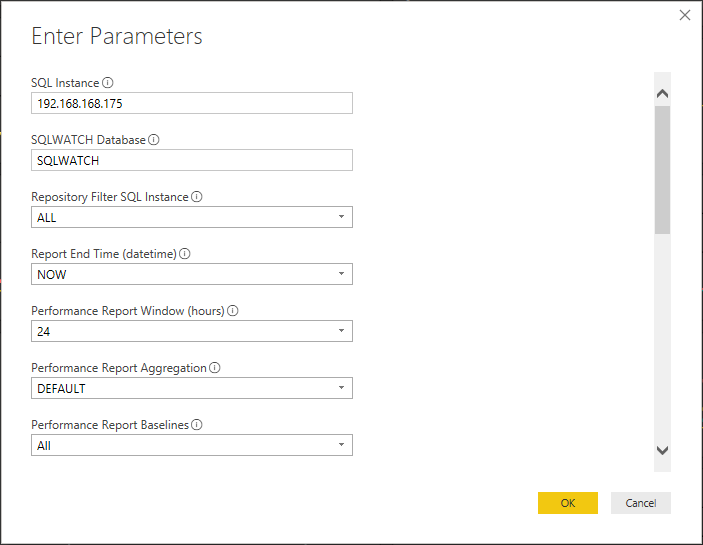 Enter Parameters
SQL Instance
192.168.168.175
SQLWATCH Database
SQLWATCH
Repository Filter SQL Instance
ALL
Report End Time (datetime)
NOW
Performance Report Window (hours)
24
Performance Report Aggregation
DEFAULT
Performance Report Baselines
All
OK
Cancel